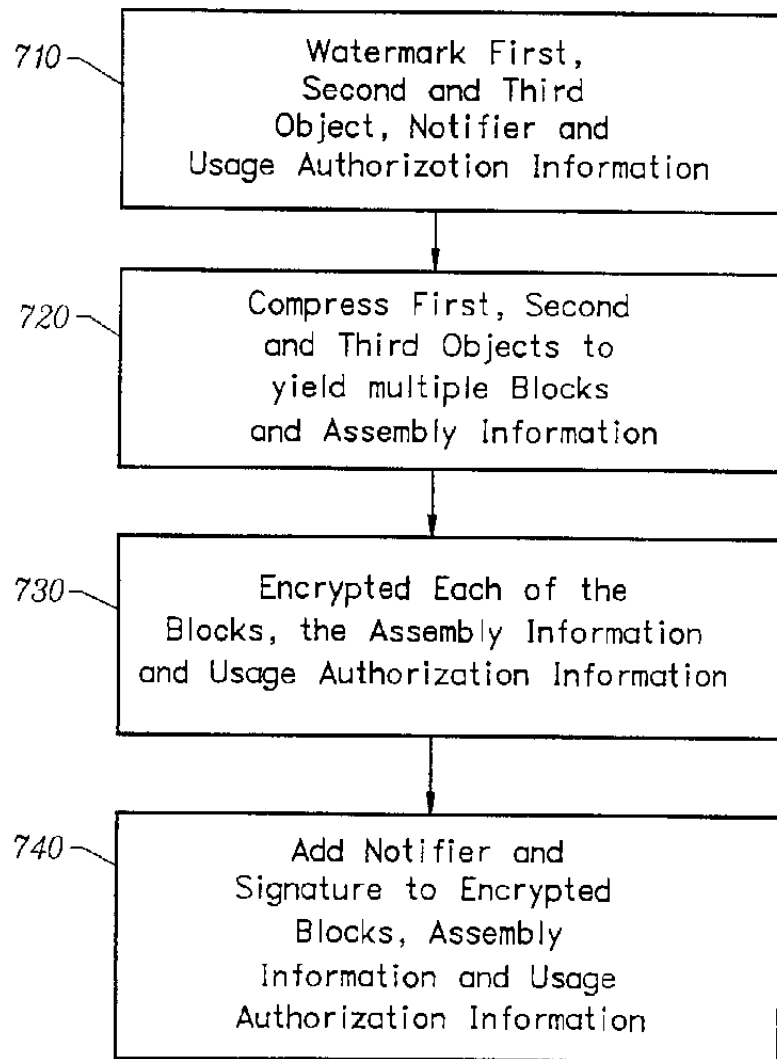 710
Watermark First,
Second and Third
Object, Notifier and
Usage Authorizotion Information
720
Compress First, Second
and Third Objects to
yield multiple Blocks
and Assembly Information
730
Encrypted Each of the
Blocks, the Assembly Information
and Usage Authorization Information
740
Add Notifier and
Signature to Encrypted
Blocks, Assembly
Information and Usage
Authorization Information